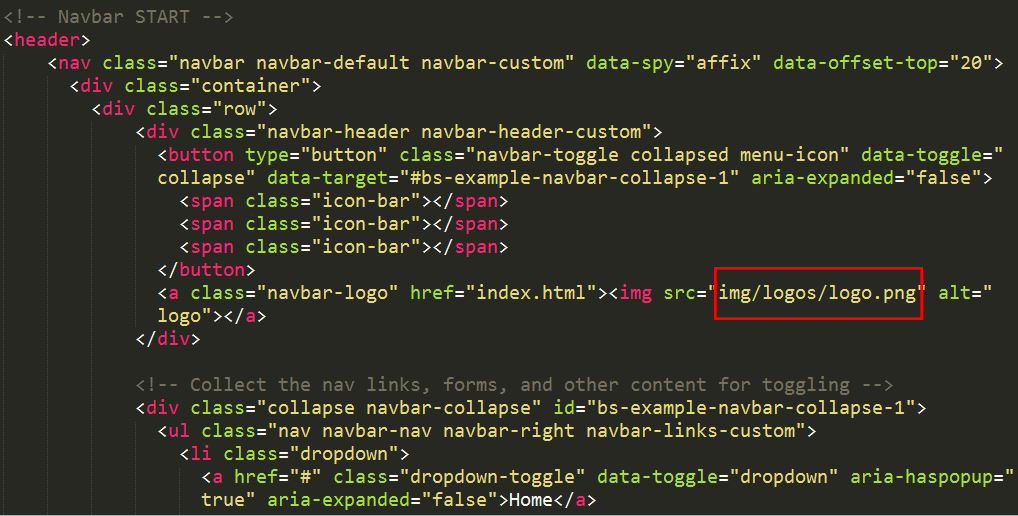 <!-- Navbar START -->
<header>
<nav class="navbar navbar-default navbar-custom" data-spy="affix" data-offset-top="20">
<div class="container">
<div class="row">
<div class="navbar-header navbar-header-custom">
<button type="button" class="navbar-toggle collapsed menu-icon" data-toggle="
collapse" data-target="#bs-example-navbar-collapse-1" aria-expanded="false">
<span class="icon-bar"></span>
<span class="icon-bar"></span>
<span class="icon-bar"></span>
</button>
<a class="navbar-logo" href="index.html"><img src="img/logos/logo.png" alt="
logo"></a>
</div>
<!-- Collect the nav links, forms, and other content for toggling -->
<div class="collapse navbar-collapse" id="bs-example-navbar-collapse-1">
<ul class="nav navbar-nav navbar-right navbar-links-custom">
<li class="dropdown">
<a href="#" class="dropdown-toggle" data-toggle="dropdown" aria-haspopup="
true" aria-expanded="false">Home</a>